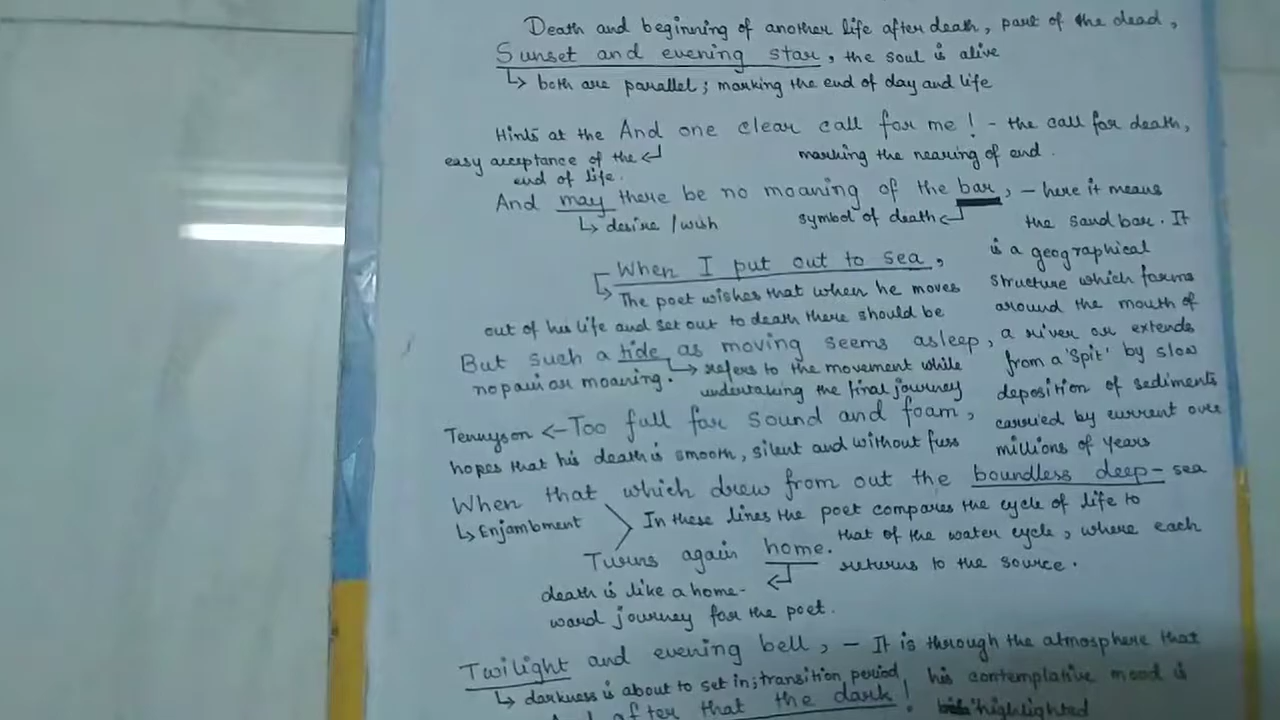 Death and beginning of another life after death, part of the dead,
Sunset and evening star, the soul is alive
↳ both are parallel; marking the end of day and life
Hints at the And one clear call for me! - the call for death,
easy acceptance of the ↲ marking the nearing of end.
end of life.
And may there be no moaning of the bar, - here it means
↳ desire / wish symbol of death ↲ the sand bar. It
When I put out to sea, is a geographical
↳ The poet wishes that when he moves structure which forms
out of his life and set out to death there should be around the mouth of
But such a tide as moving seems asleep, a river or extends
no pain or moaning. ↳ refers to the movement while from a 'spit' by slow
undertaking the final journey deposition of sediments
Tennyson ← Too full for sound and foam, carried by current over
hopes that his death is smooth, silent and without fuss millions of years
When that which drew from out the boundless deep - sea
↳ Enjambment In these lines the poet compares the cycle of life to
Turns again home. that of the water cycle, where each
death is like a home- ↲ returns to the source.
ward journey for the poet.
Twilight and evening bell, - It is through the atmosphere that
↳ darkness is about to set in; transition period his contemplative mood is
And after that the dark! highlighted